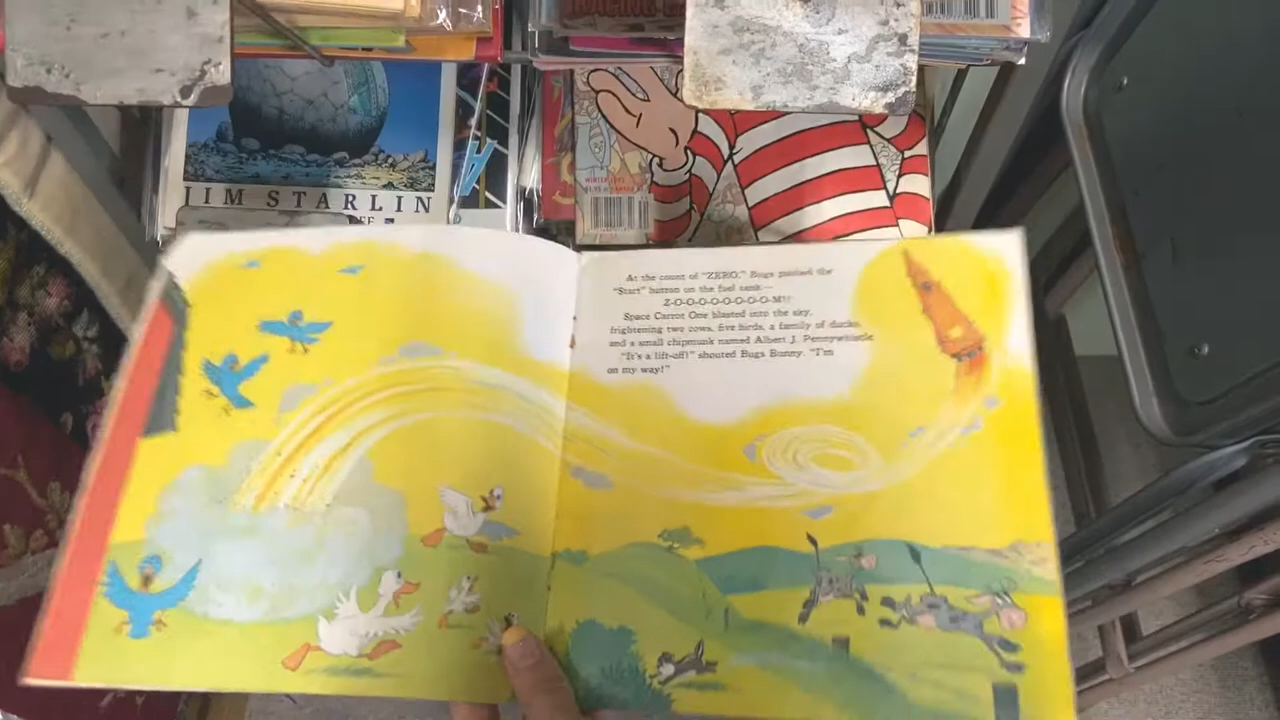 RACING
JIM STARLIN
At the count of "ZERO," Bugs pushed the
"Start" button on the fuel tank—
Z-O-O-O-O-O-O-O-M!!
Space Carrot One blasted into the sky,
frightening two cows, five birds, a family of ducks,
and a small chipmunk named Albert J. Pennywhistle.
"It's a lift-off!" shouted Bugs Bunny. "I'm
on my way!"